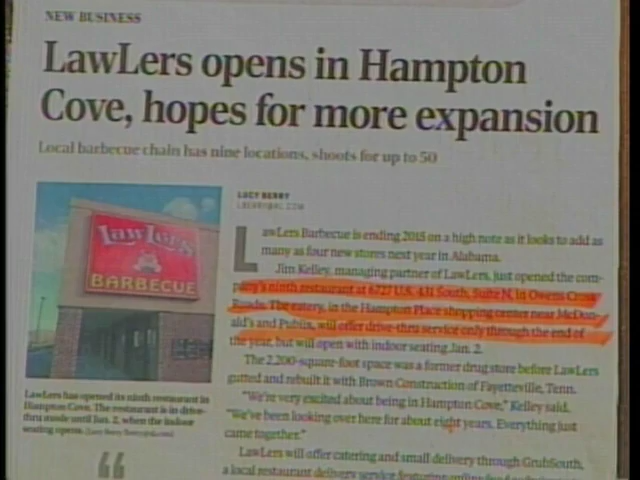 NEW BUSINESS
LawLers opens in Hampton
Cove, hopes for more expansion
Local barbecue chain has nine locations, shoots for up to 50
LawLers
BARBECUE
LUCY BERRY
LawLers Barbecue is ending 2015 on a high note as it looks to add as
many as four new stores next year in Alabama.
Jim Kelley, managing partner of LawLers, just opened the com-
pany's ninth restaurant at 6727 U.S. 431 South, Suite N, in Owens Cross
Roads. The eatery, in the Hampton Place shopping center near McDon-
ald's and Publix, will offer drive-thru service only through the end of
the year, but will open with indoor seating Jan. 2.
The 2,200-square-foot space was a former drug store before LawLers
gutted and rebuilt it with Brown Construction of Fayetteville, Tenn.
"We're very excited about being in Hampton Cove," Kelley said.
"We've been looking over here for about eight years. Everything just
came together."
LawLers will offer catering and small delivery through GrubSouth,
a local restaurant delivery service featuring online
LawLers has opened its ninth restaurant in
Hampton Cove. The restaurant is in drive-
thru mode until Jan. 2, when the indoor
seating opens.
“